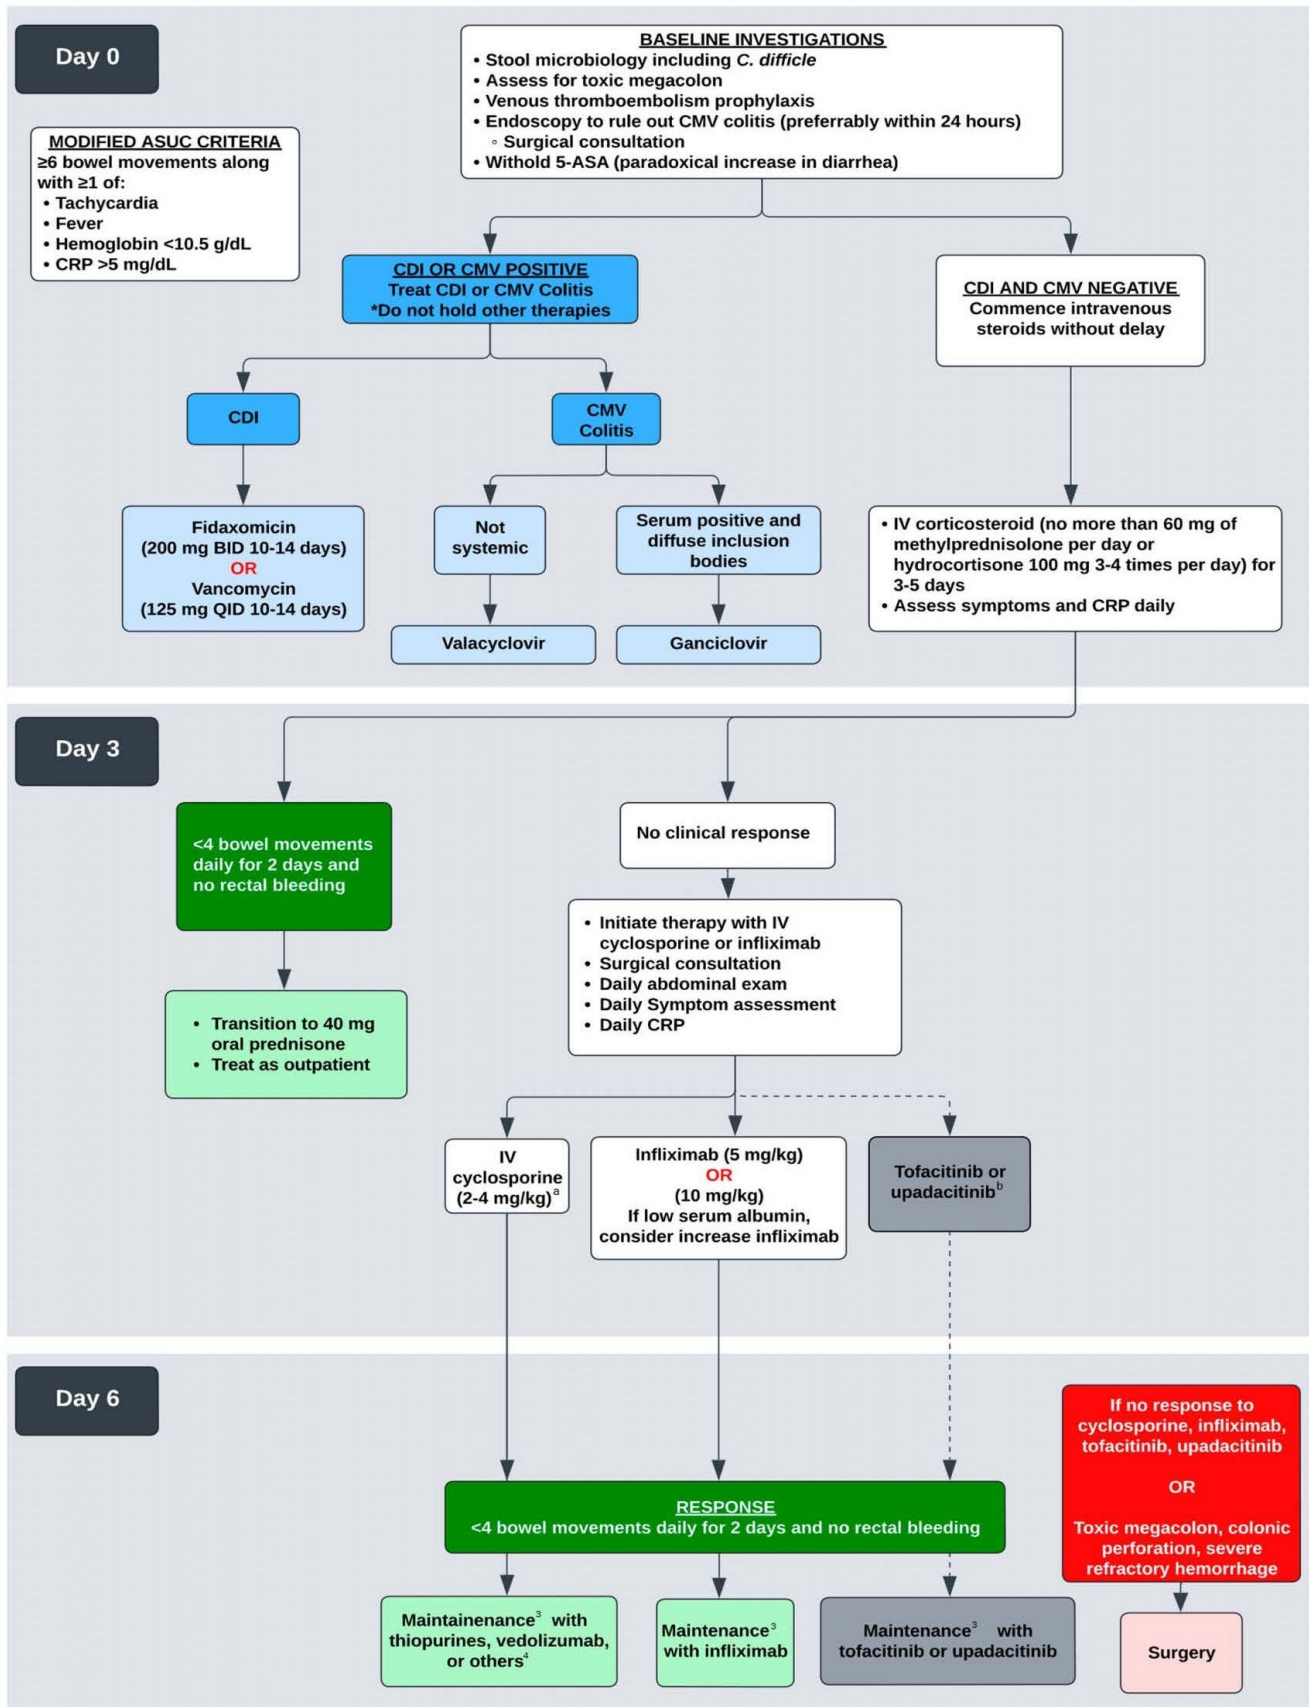 Day 0
BASELINE INVESTIGATIONS
• Stool microbiology including C. difficle
• Assess for toxic megacolon
• Venous thromboembolism prophylaxis
• Endoscopy to rule out CMV colitis (preferrably within 24 hours)
◦ Surgical consultation
• Withold 5-ASA (paradoxical increase in diarrhea)
MODIFIED ASUC CRITERIA
≥6 bowel movements along
with ≥1 of:
• Tachycardia
• Fever
• Hemoglobin <10.5 g/dL
• CRP >5 mg/dL
CDI OR CMV POSITIVE
Treat CDI or CMV Colitis
*Do not hold other therapies
CDI AND CMV NEGATIVE
Commence intravenous
steroids without delay
CDI
CMV
Colitis
Fidaxomicin
(200 mg BID 10-14 days)
OR
Vancomycin
(125 mg QID 10-14 days)
Not
systemic
Serum positive and
diffuse inclusion
bodies
• IV corticosteroid (no more than 60 mg of
methylprednisolone per day or
hydrocortisone 100 mg 3-4 times per day) for
3-5 days
• Assess symptoms and CRP daily
Valacyclovir
Ganciclovir
Day 3
<4 bowel movements
daily for 2 days and
no rectal bleeding
No clinical response
• Initiate therapy with IV
cyclosporine or infliximab
• Surgical consultation
• Daily abdominal exam
• Daily Symptom assessment
• Daily CRP
• Transition to 40 mg
oral prednisone
• Treat as outpatient
IV
cyclosporine
(2-4 mg/kg)a
Infliximab (5 mg/kg)
OR
(10 mg/kg)
If low serum albumin,
consider increase infliximab
Tofacitinib or
upadacitinibb
Day 6
If no response to
cyclosporine, infliximab,
tofacitinib, upadacitinib
OR
Toxic megacolon, colonic
perforation, severe
refractory hemorrhage
RESPONSE
<4 bowel movements daily for 2 days and no rectal bleeding
Maintainenance3 with
thiopurines, vedolizumab,
or others4
Maintenance3
with infliximab
Maintenance3 with
tofacitinib or upadacitinib
Surgery